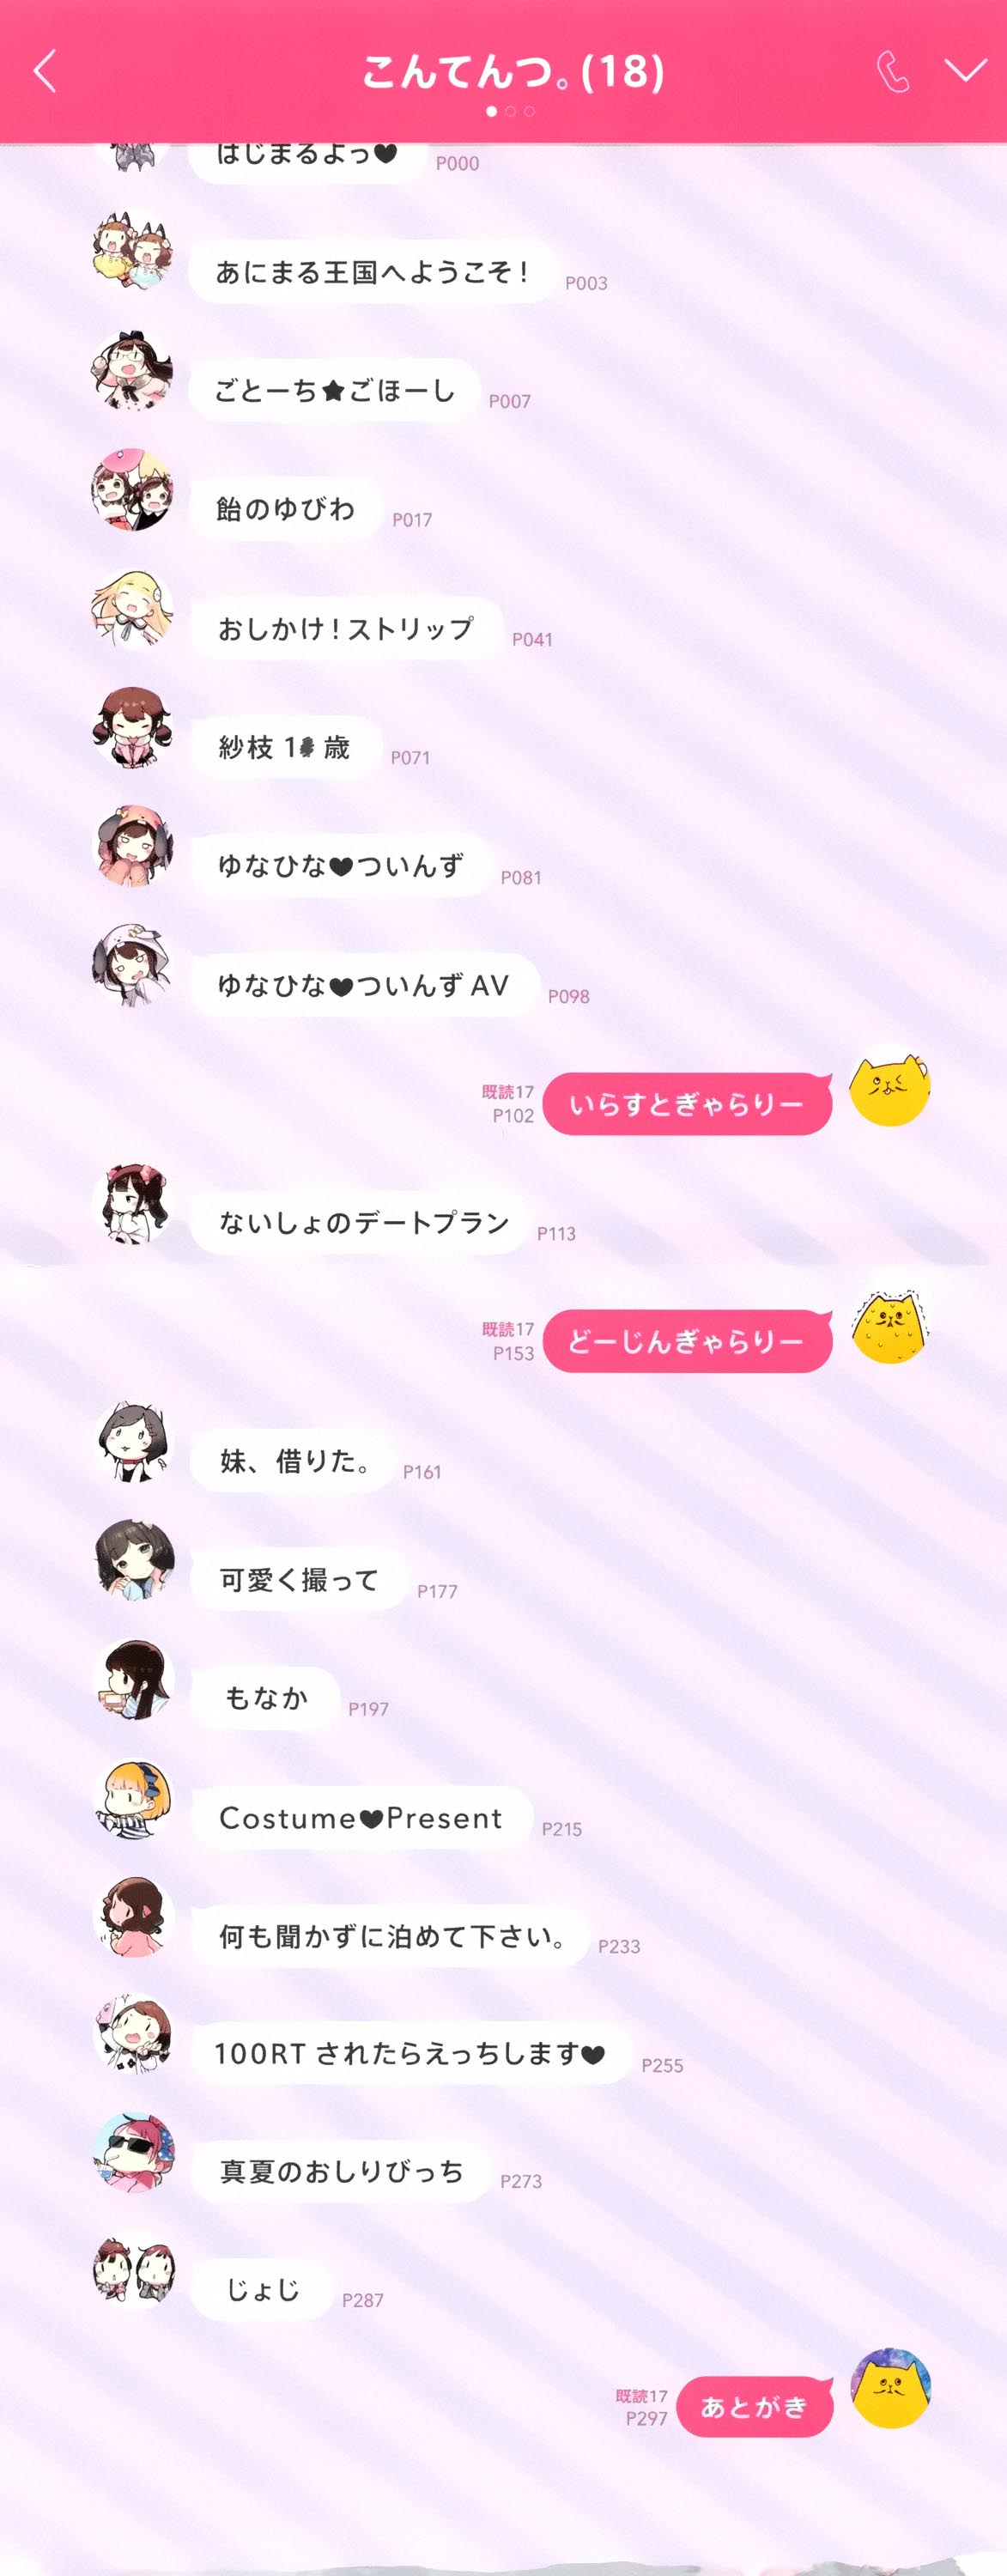 こんてんつ。(18)
はじまるよっ♥ P000
あにまる王国へようこそ! P003
ごとーち★ごほーし P007
飴のゆびわ P017
おしかけ!ストリップ P041
紗枝 1 歳 P071
ゆなひな♥ついんず P081
ゆなひな♥ついんず AV P098
既読17
P102
いらすとぎゃらりー
ないしょのデートプラン P113
既読17
P153
どーじんぎゃらりー
妹、借りた。 P161
可愛く撮って P177
もなか P197
Costume♥Present P215
何も聞かずに泊めて下さい。 P233
100RT されたらえっちします♥ P255
真夏のおしりびっち P273
じょじ P287
既読17
P297
あとがき